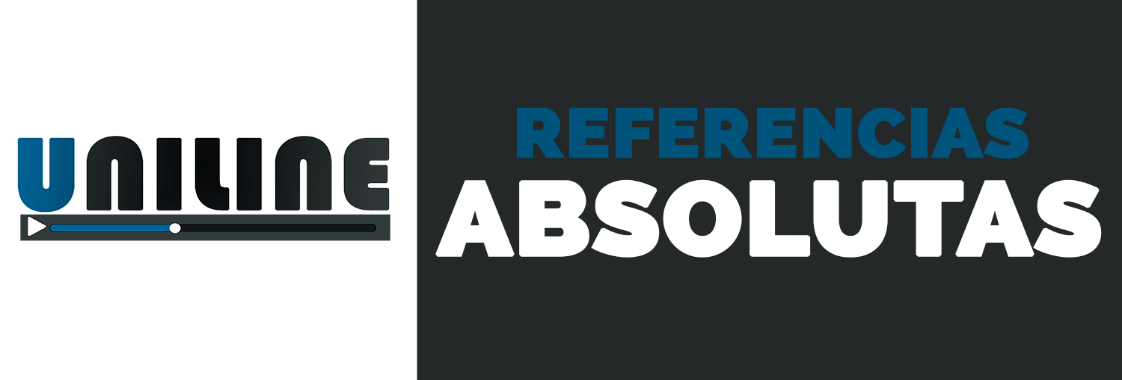 UNILINE
REFERENCIAS
ABSOLUTAS